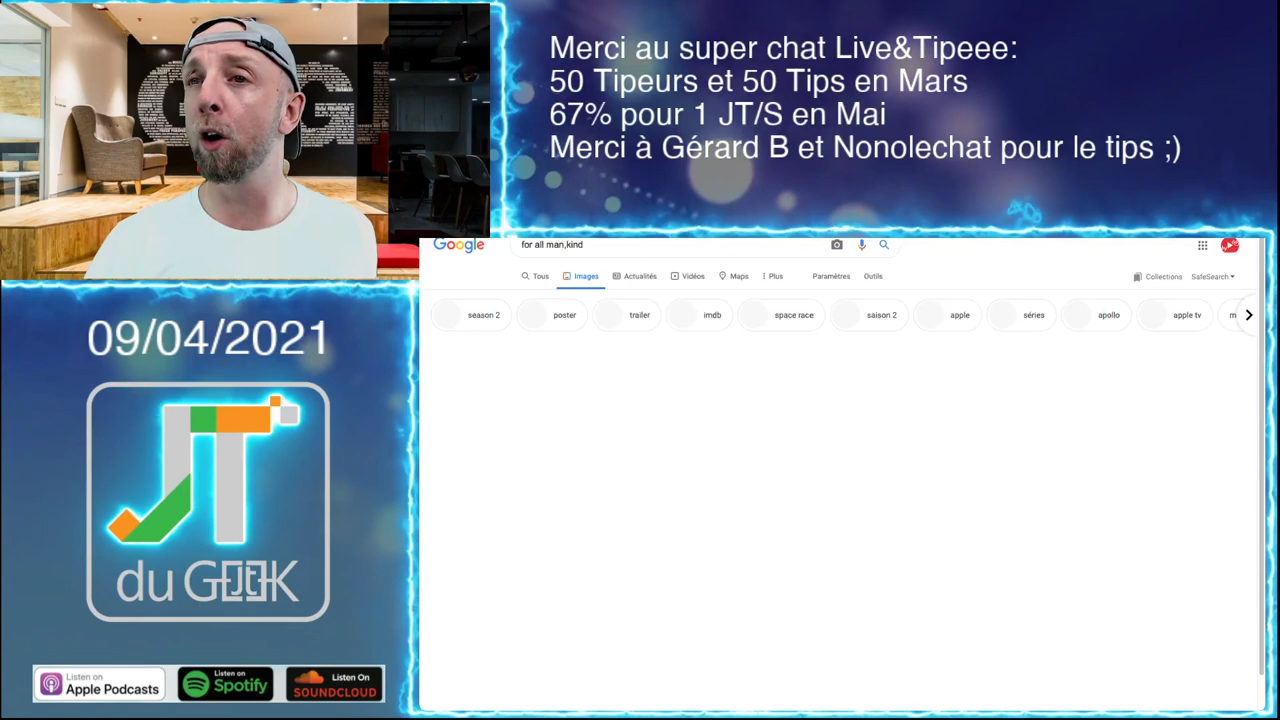 Merci au super chat Live&Tipeee:
50 Tipeurs et 50 Tips en Mars
67% pour 1 JT/S en Mai
Merci à Gérard B et Nonolechat pour le tips ;)
Google
for all man,kind
Tous Images Actualités Vidéos Maps Plus Paramètres Outils Collections SafeSearch
season 2 poster trailer imdb space race saison 2 apple séries apollo apple tv
09/04/2021
JT
du GEEK
Listen on
Apple Podcasts
Listen on
Spotify
Listen On
SOUNDCLOUD